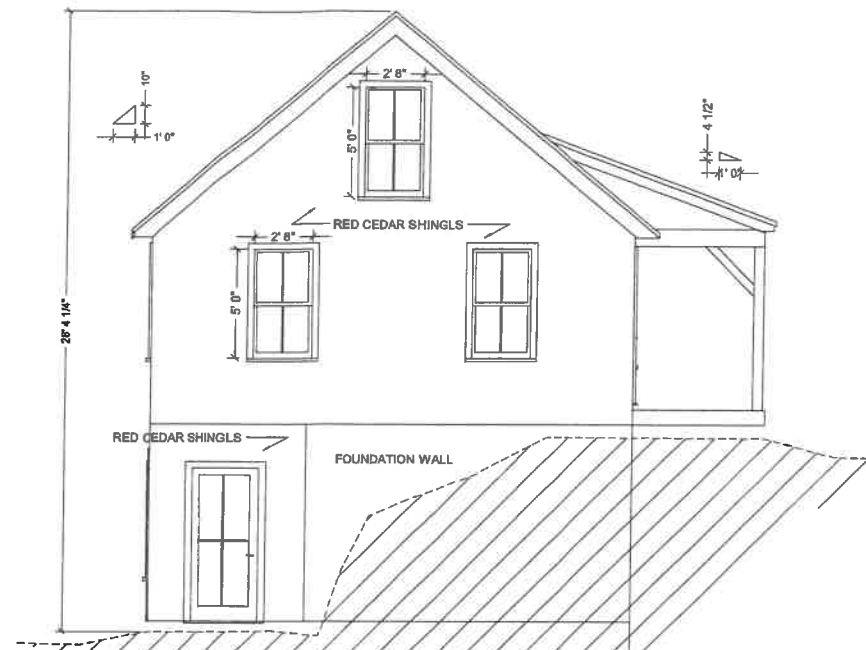 2' 8"
10"
1' 0"
5' 0"
4 1/2"
1' 0"
RED CEDAR SHINGLS
2' 8"
5' 0"
28' 4 1/4"
RED CEDAR SHINGLS
FOUNDATION WALL